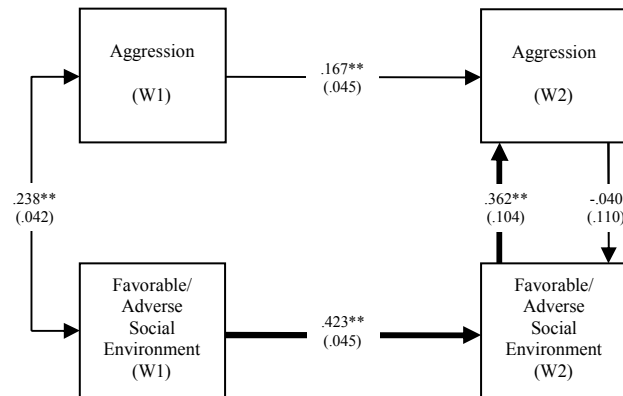 Aggression
(W1)
.167**
(.045)
Aggression
(W2)
.238**
(.042)
.362**
(.104)
-.040
(.110)
Favorable/
Adverse
Social
Environment
(W1)
.423**
(.045)
Favorable/
Adverse
Social
Environment
(W2)